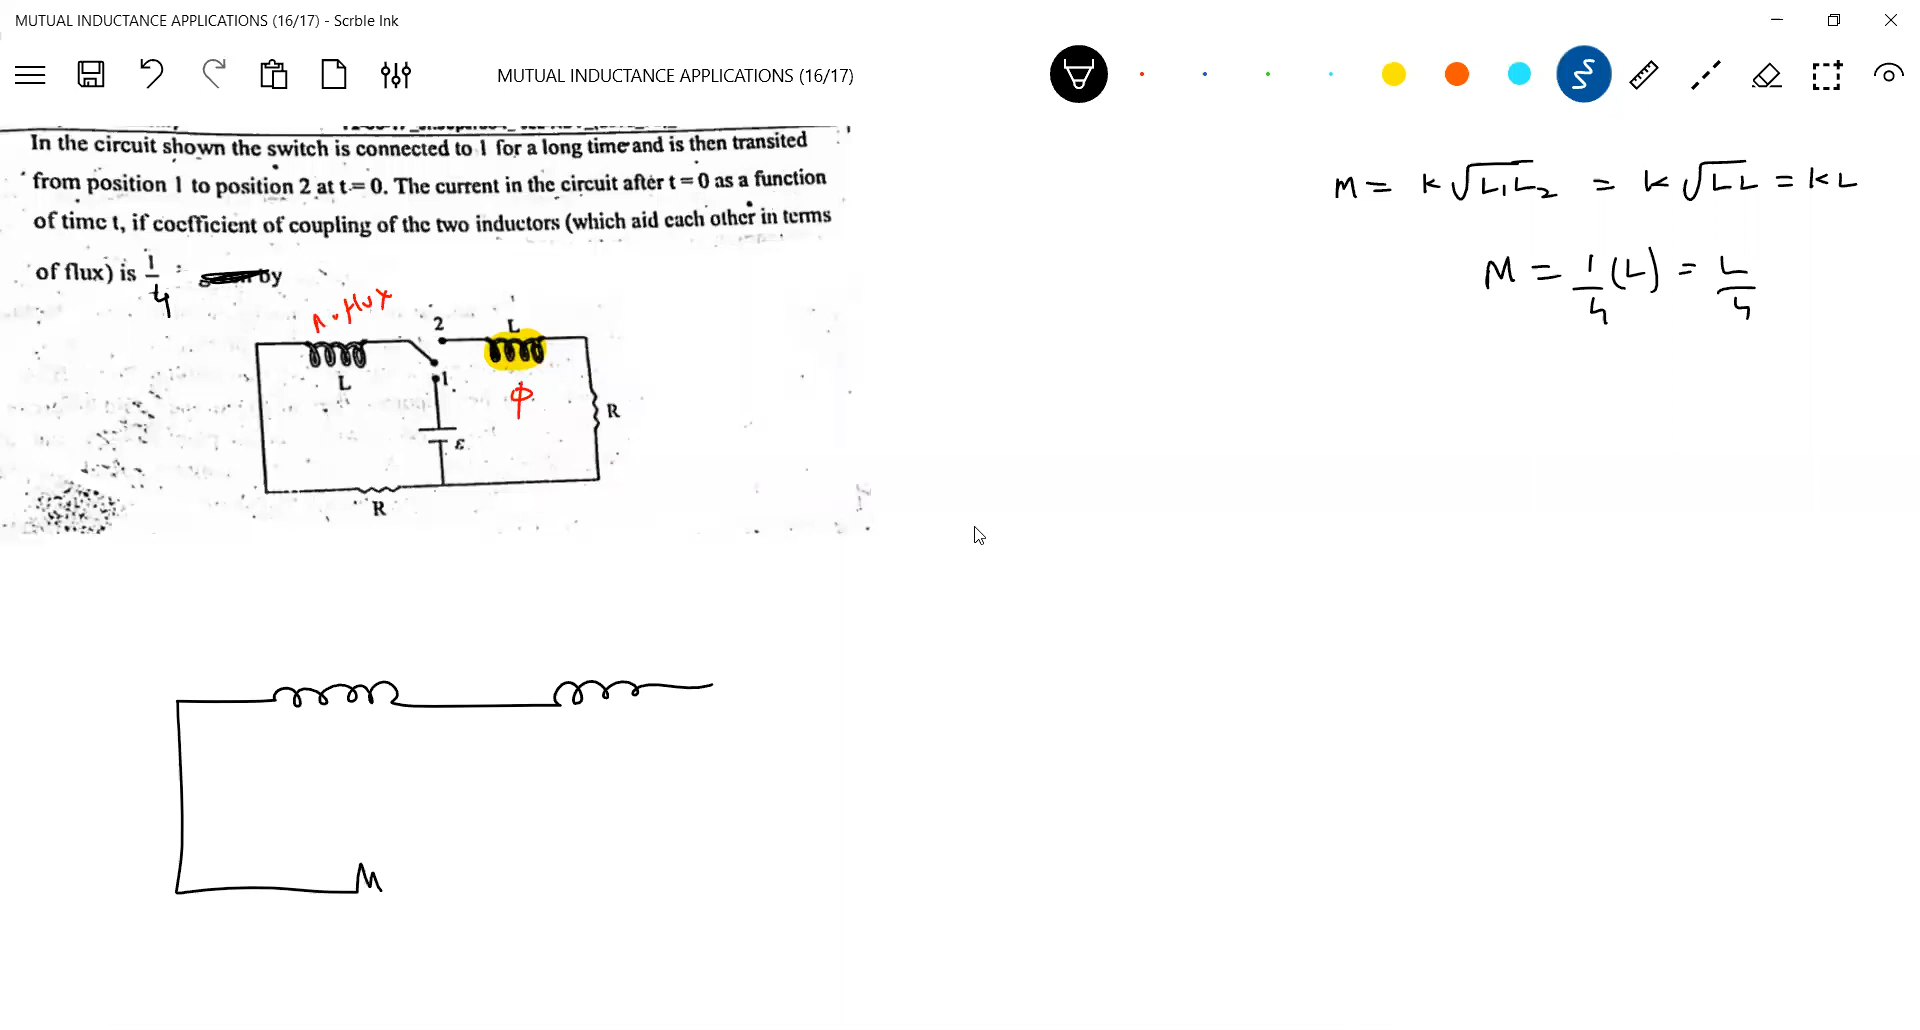 MUTUAL INDUCTANCE APPLICATIONS (16/17) - Scrble Ink
MUTUAL INDUCTANCE APPLICATIONS (16/17)
In the circuit shown the switch is connected to 1 for a long time and is then transited
from position 1 to position 2 at t = 0. The current in the circuit after t = 0 as a function
of time t, if coefficient of coupling of the two inductors (which aid each other in terms
of flux) is 1/4 by
flux
2
L
L
1
ϕ
R
ε
R
M = K√L₁L₂ = K√LL = KL
M = 1/4 (L) = L/4